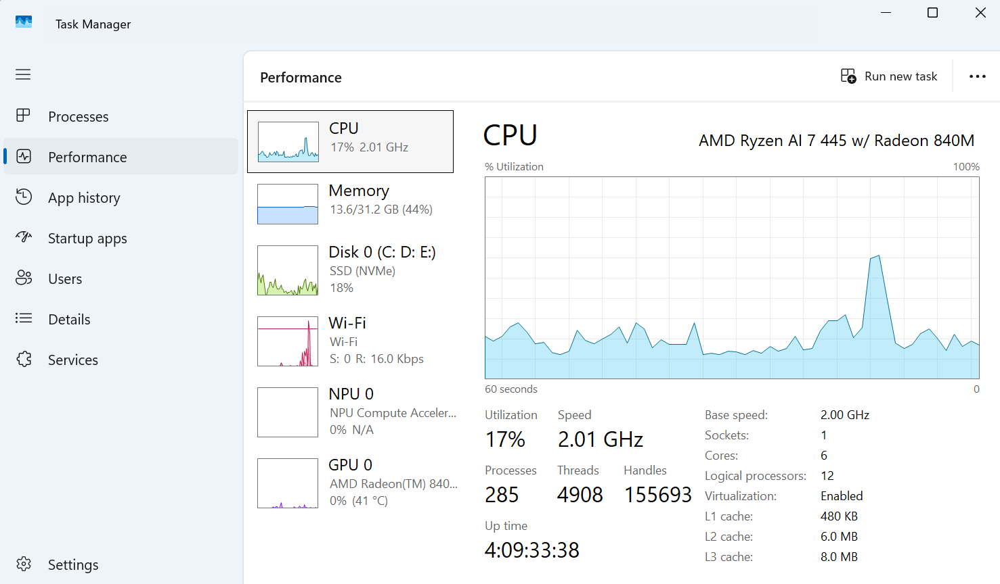 Task Manager
Processes
Performance
App history
Startup apps
Users
Details
Services
Settings
Performance
Run new task
CPU
17% 2.01 GHz
Memory
13.6/31.2 GB (44%)
Disk 0 (C: D: E:)
SSD (NVMe)
18%
Wi-Fi
Wi-Fi
S: 0 R: 16.0 Kbps
NPU 0
NPU Compute Acceler...
0% N/A
GPU 0
AMD Radeon(TM) 840...
0% (41 °C)
CPU
AMD Ryzen AI 7 445 w/ Radeon 840M
% Utilization
100%
60 seconds
0
Utilization
17%
Speed
2.01 GHz
Processes
285
Threads
4908
Handles
155693
Up time
4:09:33:38
Base speed: 2.00 GHz
Sockets: 1
Cores: 6
Logical processors: 12
Virtualization: Enabled
L1 cache: 480 KB
L2 cache: 6.0 MB
L3 cache: 8.0 MB